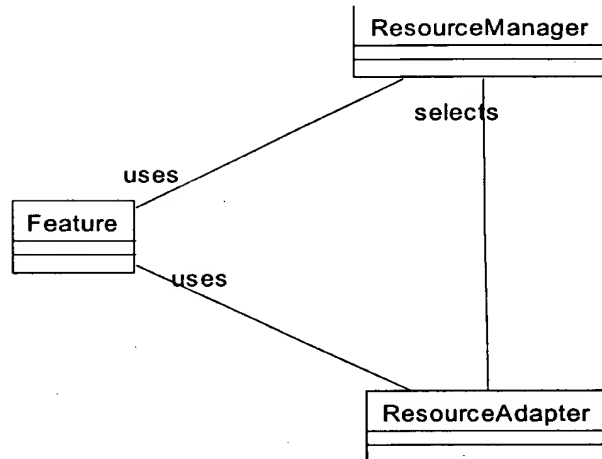 ResourceManager
selects
uses
Feature
uses
ResourceAdapter